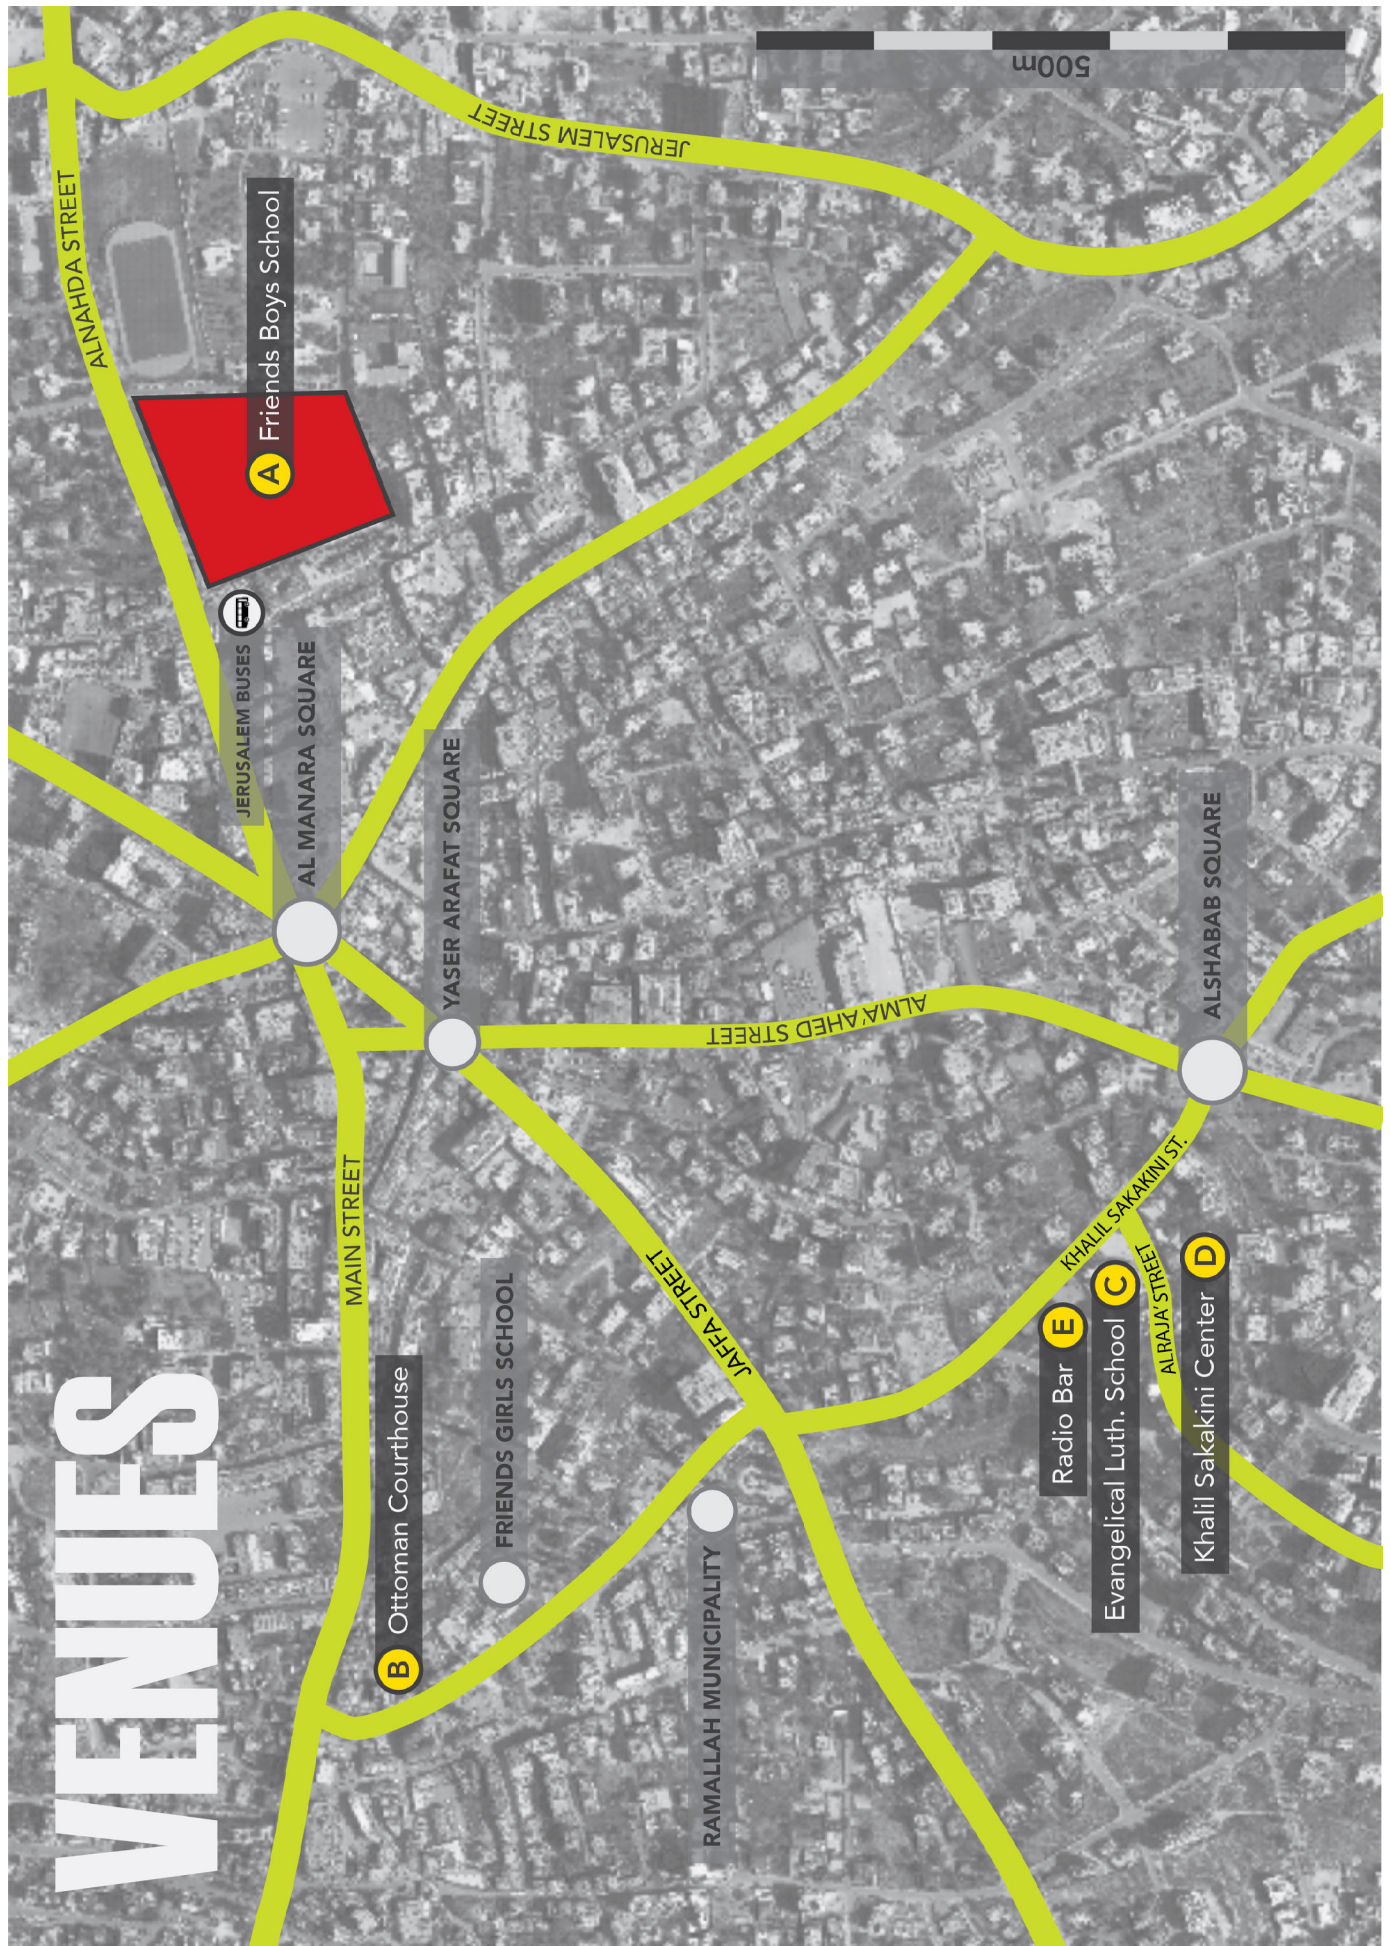 VENUES
ALNAHDA STREET
A Friends Boys School
JERUSALEM STREET
500m
JERUSALEM BUSES
AL MANARA SQUARE
YASER ARAFAT SQUARE
MAIN STREET
B Ottoman Courthouse
FRIENDS GIRLS SCHOOL
JAFFA STREET
ALMA'AHED STREET
RAMALLAH MUNICIPALITY
ALSHABAB SQUARE
KHALIL SAKAKINI ST.
Radio Bar E
Evangelical Luth. School C
ALRAJA' STREET
Khalil Sakakini Center D